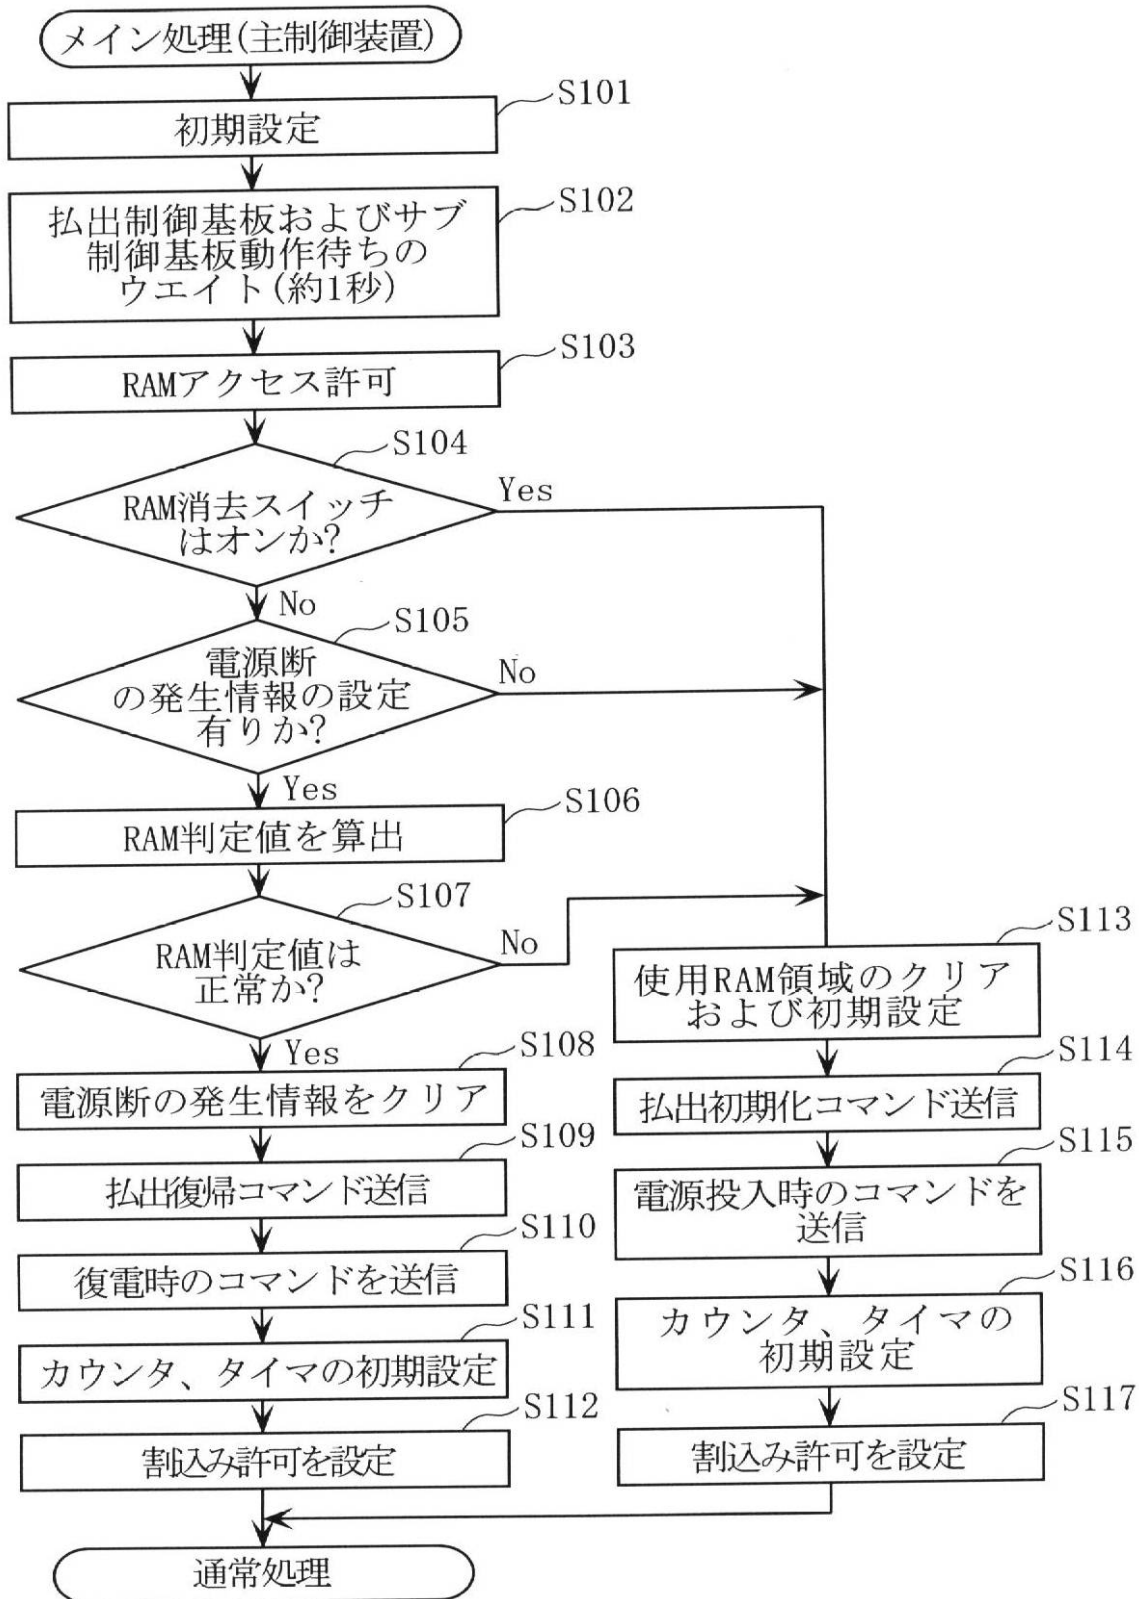 メイン処理(主制御装置)
S101
初期設定
S102
払出制御基板およびサブ
制御基板動作待ちの
ウエイト(約1秒)
S103
RAMアクセス許可
S104
RAM消去スイッチ
はオンか?
Yes
No
S105
電源断
の発生情報の設定
有りか?
No
Yes
S106
RAM判定値を算出
S107
RAM判定値は
正常か?
No
Yes
S108
電源断の発生情報をクリア
S109
払出復帰コマンド送信
S110
復電時のコマンドを送信
S111
カウンタ、タイマの初期設定
S112
割込み許可を設定
S113
使用RAM領域のクリア
および初期設定
S114
払出初期化コマンド送信
S115
電源投入時のコマンドを
送信
S116
カウンタ、タイマの
初期設定
S117
割込み許可を設定
通常処理